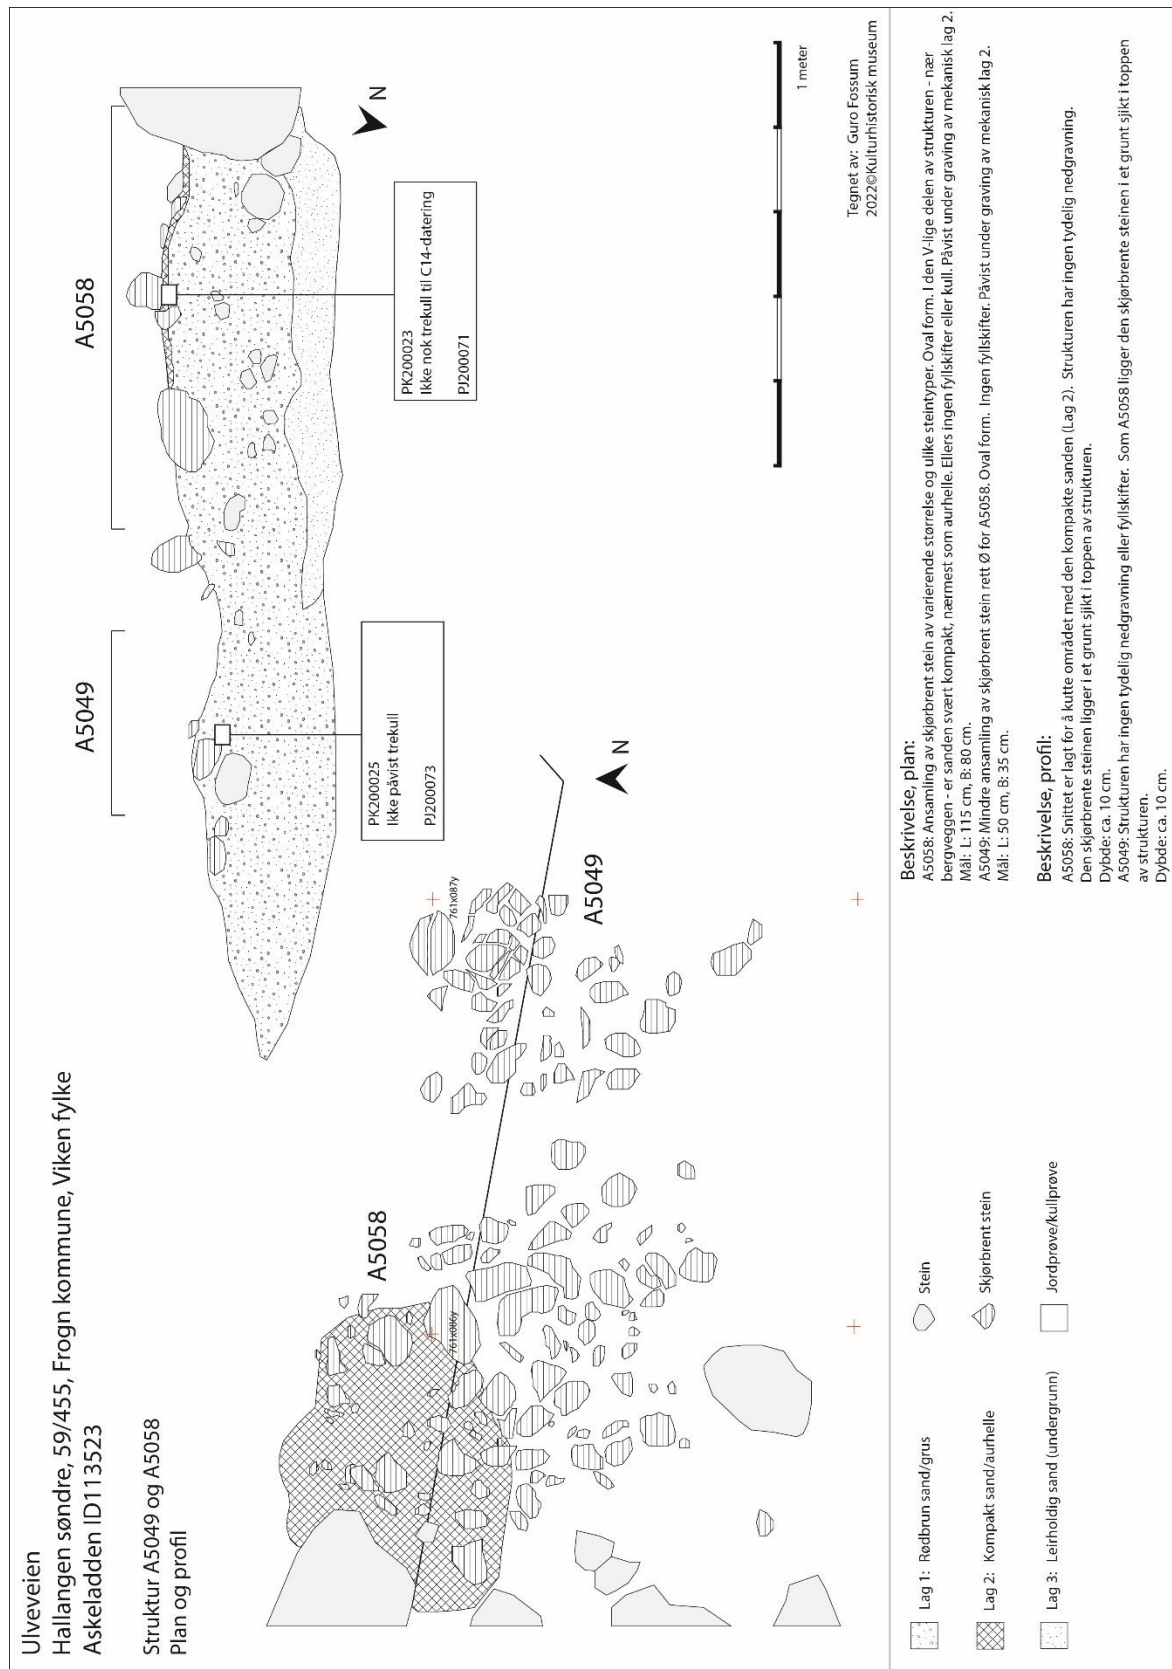 Ulveveien
Hallangen søndre, 59/455, Frogn kommune, Viken fylke
Askeladden ID113523
Struktur A5049 og A5058
Plan og profil
A5049
A5058
PK200025
Ikke påvist trekull
PJ200073
PK200023
Ikke nok trekull til C14-datering
PJ200071
N
A5058
A5049
761x086y
761x087y
N
1 meter
Tegnet av: Guro Fossum
2022©Kulturhistorisk museum
Lag 1: Rødbrun sand/grus
Lag 2: Kompakt sand/aurhelle
Lag 3: Leirholdig sand (undergrunn)
Stein
Skjørbrent stein
Jordprøve/kullprøve
Beskrivelse, plan:
A5058: Ansamling av skjørbrent stein av varierende størrelse og ulike steintyper. Oval form. I den V-lige delen av strukturen - nær
bergveggen - er sanden svært kompakt, nærmest som aurhelle. Ellers ingen fyllskifter eller kull. Påvist under graving av mekanisk lag 2.
Mål: L: 115 cm, B: 80 cm.
A5049: Mindre ansamling av skjørbrent stein rett Ø for A5058. Oval form. Ingen fyllskifter. Påvist under graving av mekanisk lag 2.
Mål: L: 50 cm, B: 35 cm.
Beskrivelse, profil:
A5058: Snittet er lagt for å kutte området med den kompakte sanden (Lag 2). Strukturen har ingen tydelig nedgravning.
Den skjørbrente steinen ligger i et grunt sjikt i toppen av strukturen.
Dybde: ca. 10 cm.
A5049: Strukturen har ingen tydelig nedgravning eller fyllskifter. Som A5058 ligger den skjørbrente steinen i et grunt sjikt i toppen
av strukturen.
Dybde: ca. 10 cm.